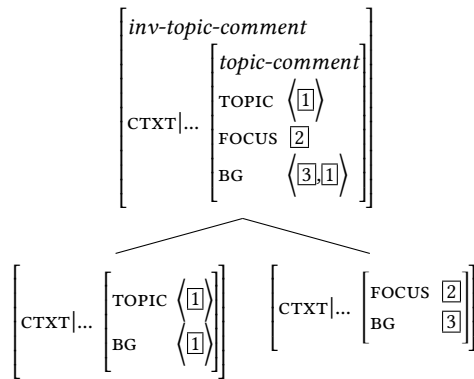 inv-topic-comment
topic-comment
TOPIC ⟨1⟩
CTXT|... FOCUS 2
BG ⟨3,1⟩
CTXT|... TOPIC ⟨1⟩
BG ⟨1⟩
CTXT|... FOCUS 2
BG 3